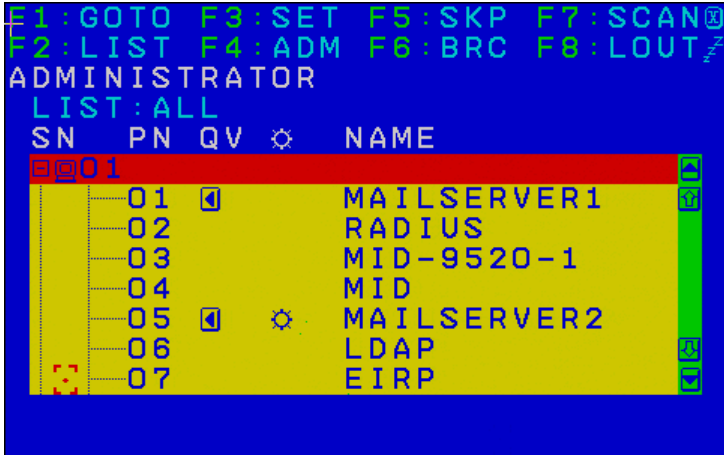 F1:GOTO F3:SET F5:SKP F7:SCAN
F2:LIST F4:ADM F6:BRC F8:LOUT zZ
ADMINISTRATOR
LIST:ALL
SN PN QV NAME
01
01 MAILSERVER1
02 RADIUS
03 MID-9520-1
04 MID
05 MAILSERVER2
06 LDAP
07 EIRP